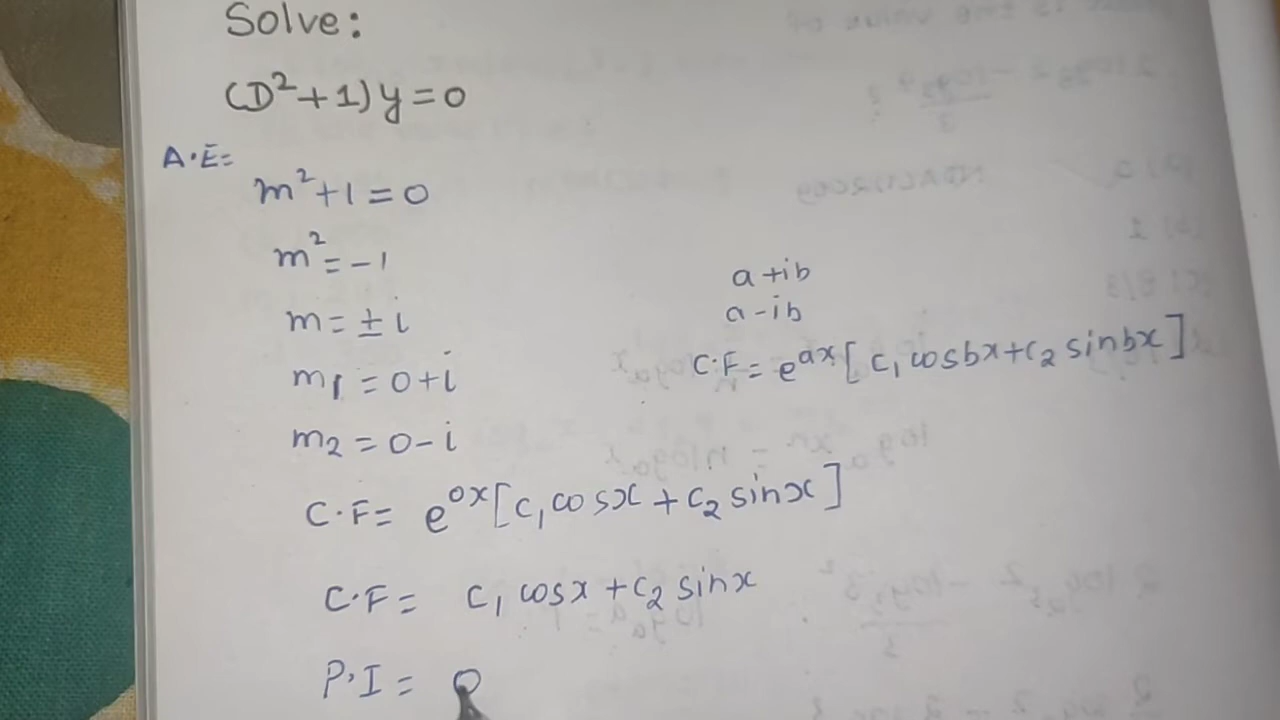 Solve:
(D²+1)y=0
A.E=
m²+1=0
m²=-1
m=±i
m₁=0+i
m₂=0-i
a+ib
a-ib
C.F=e^ax[c₁cosbx+c₂sinbx]
C.F= e^0x[c₁cosx+c₂sinx]
C.F= c₁cosx+c₂sinx
P.I= 0